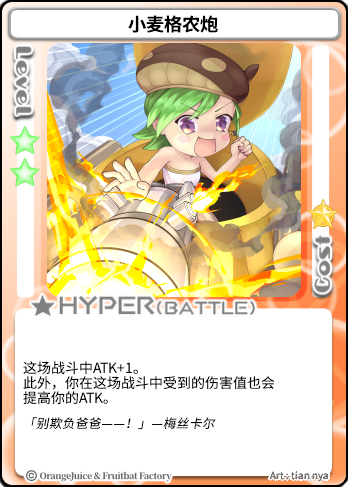 小麦格农炮
Level
Cost
HYPER(BATTLE)
这场战斗中ATK+1。
此外，你在这场战斗中受到的伤害值也会
提高你的ATK。
「别欺负爸爸——！」—梅丝卡尔
© OrangeJuice & Fruitbat Factory
Art:tian nya